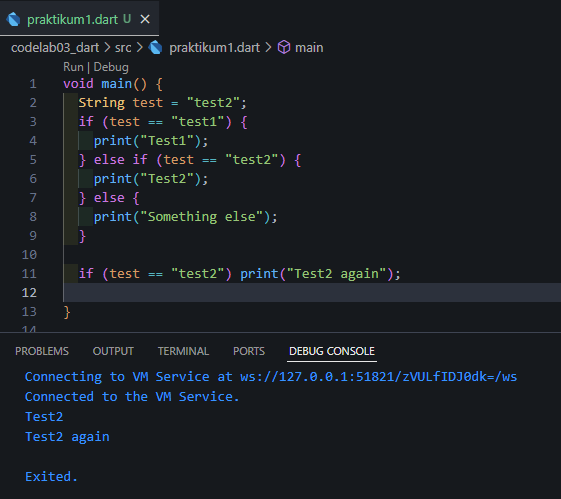 praktikum1.dart U ×
codelab03_dart > src > praktikum1.dart > main
Run | Debug
1 void main() {
2 String test = "test2";
3 if (test == "test1") {
4 print("Test1");
5 } else if (test == "test2") {
6 print("Test2");
7 } else {
8 print("Something else");
9 }
10
11 if (test == "test2") print("Test2 again");
12
13 }
14
PROBLEMS OUTPUT TERMINAL PORTS DEBUG CONSOLE
Connecting to VM Service at ws://127.0.0.1:51821/zVULfIDJ0dk=/ws
Connected to the VM Service.
Test2
Test2 again
Exited.